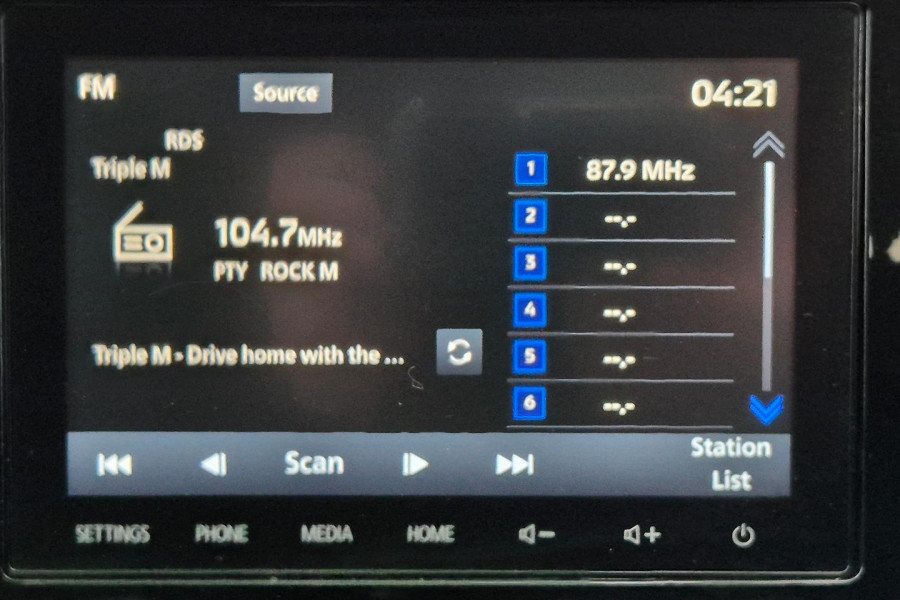 FM
Source
04:21
RDS
Triple M
104.7MHz
PTY ROCK M
Triple M - Drive home with the ...
1 87.9 MHz
2 --.-
3 --.-
4 --.-
5 --.-
6 --.-
Scan
Station
List
SETTINGS PHONE MEDIA HOME